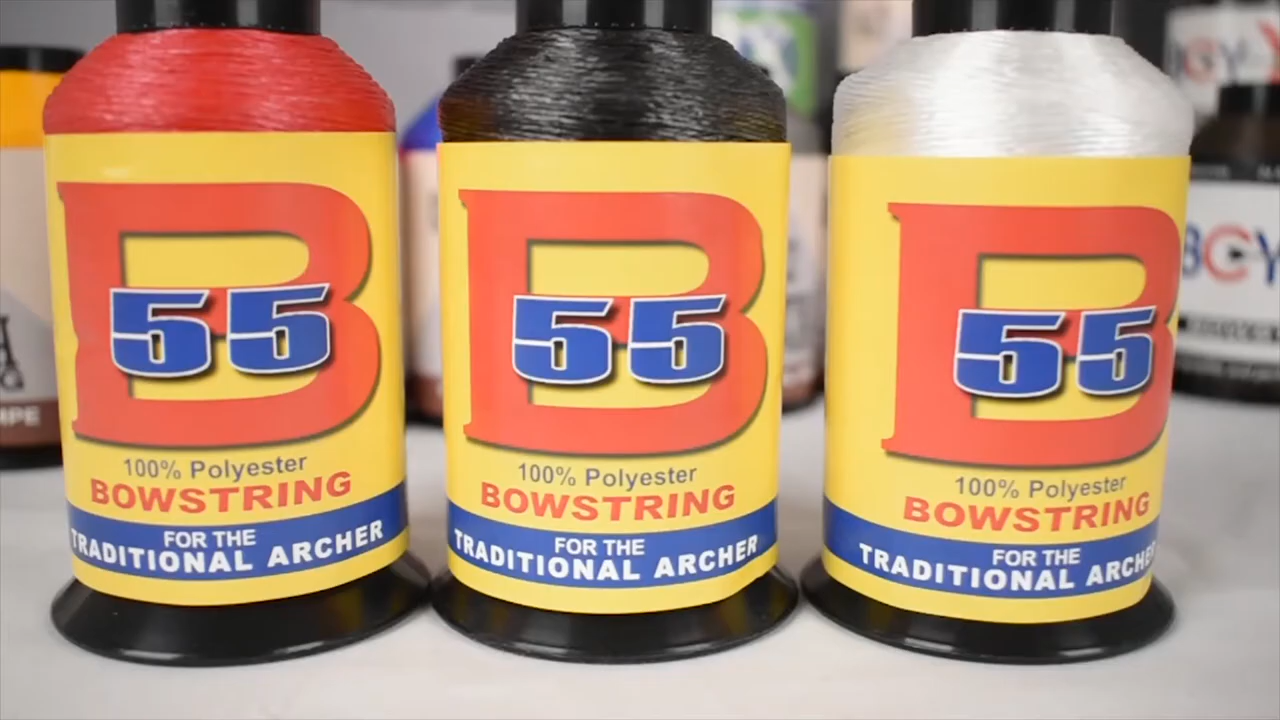 B
55
100% Polyester
BOWSTRING
FOR THE
TRADITIONAL ARCHER
B
55
100% Polyester
BOWSTRING
FOR THE
TRADITIONAL ARCHER
B
55
100% Polyester
BOWSTRING
FOR THE
TRADITIONAL ARCHER
BCY